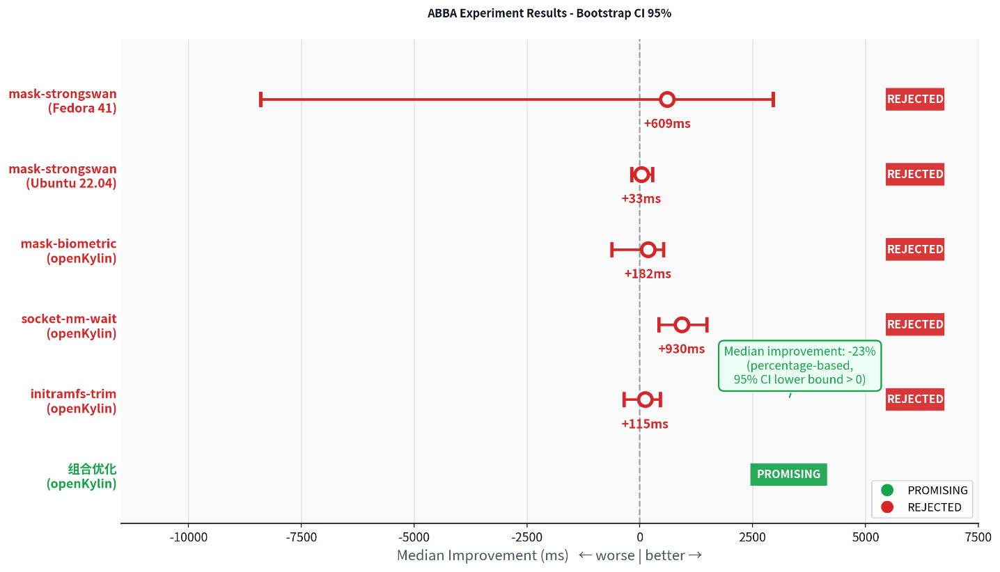 ABBA Experiment Results - Bootstrap CI 95%
mask-strongswan
(Fedora 41)
+609ms
REJECTED
mask-strongswan
(Ubuntu 22.04)
+33ms
REJECTED
mask-biometric
(openKylin)
+182ms
REJECTED
socket-nm-wait
(openKylin)
+930ms
REJECTED
Median improvement: -23%
(percentage-based,
95% CI lower bound > 0)
initramfs-trim
(openKylin)
+115ms
REJECTED
组合优化
(openKylin)
PROMISING
PROMISING
REJECTED
-10000 -7500 -5000 -2500 0 2500 5000 7500
Median Improvement (ms) ← worse | better →